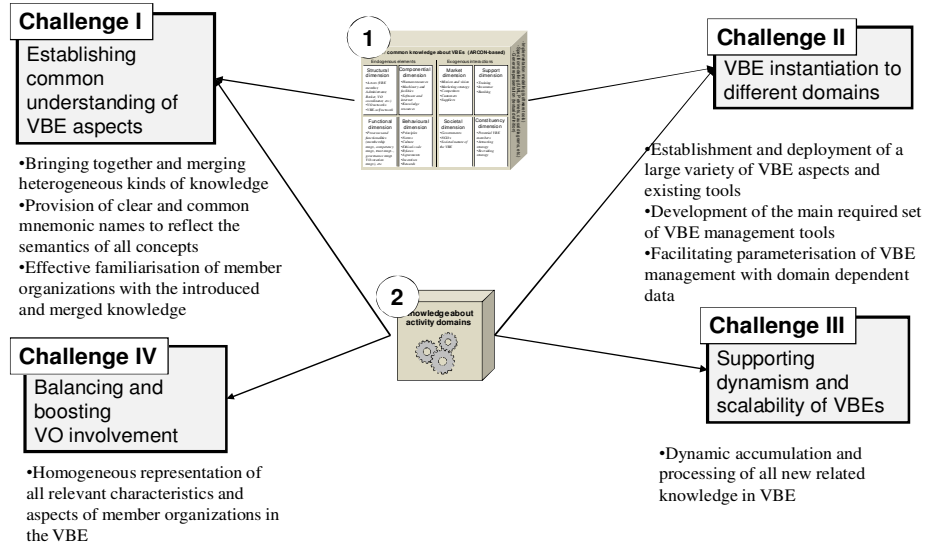 Challenge I
Establishing
common
understanding of
VBE aspects
•Bringing together and merging
heterogeneous kinds of knowledge
•Provision of clear and common
mnemonic names to reflect the
semantics of all concepts
•Effective familiarisation of member
organizations with the introduced
and merged knowledge
1
common knowledge about VBEs (ARCON-based)
Endogenous elements
Exogenous interactions
Structural
dimension
Componential
dimension
Market
dimension
Support
dimension
Functional
dimension
Behavioural
dimension
Societal
dimension
Constituency
dimension
Challenge II
VBE instantiation to
different domains
•Establishment and deployment of a
large variety of VBE aspects and
existing tools
•Development of the main required set
of VBE management tools
•Facilitating parameterisation of VBE
management with domain dependent
data
2
knowledge about
activity domains
Challenge IV
Balancing and
boosting
VO involvement
•Homogeneous representation of
all relevant characteristics and
aspects of member organizations in
the VBE
Challenge III
Supporting
dynamism and
scalability of VBEs
•Dynamic accumulation and
processing of all new related
knowledge in VBE